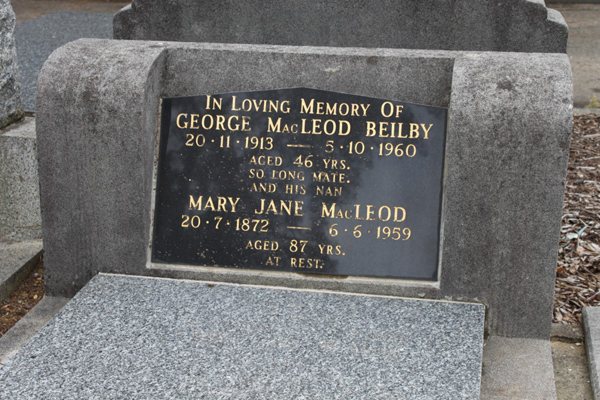 IN LOVING MEMORY OF
GEORGE MACLEOD BEILBY
20·11·1913 — 5·10·1960
AGED 46 YRS.
SO LONG MATE.
AND HIS NAN
MARY JANE MACLEOD
20·7·1872 — 6·6·1959
AGED 87 YRS.
AT REST.